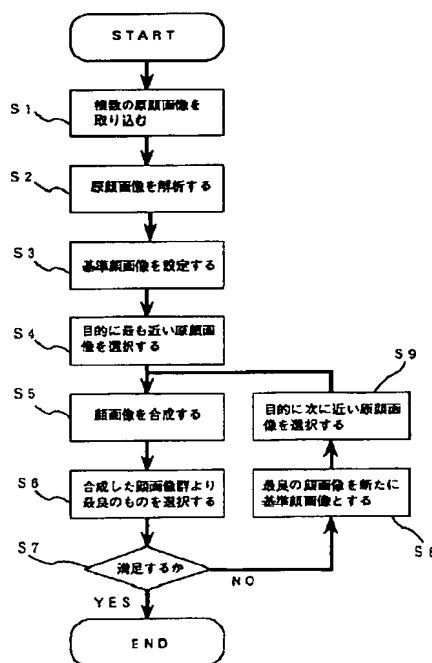 START
S1
複数の原顔画像を
取り込む
S2
原顔画像を解析する
S3
基準顔画像を設定する
S4
目的に最も近い原顔画
像を選択する
S5
顔画像を合成する
S6
合成した顔画像群より
最良のものを選択する
S7
満足するか
NO
YES
END
S9
目的に次に近い原顔画
像を選択する
最良の顔画像を新たに
基準顔画像とする
S8